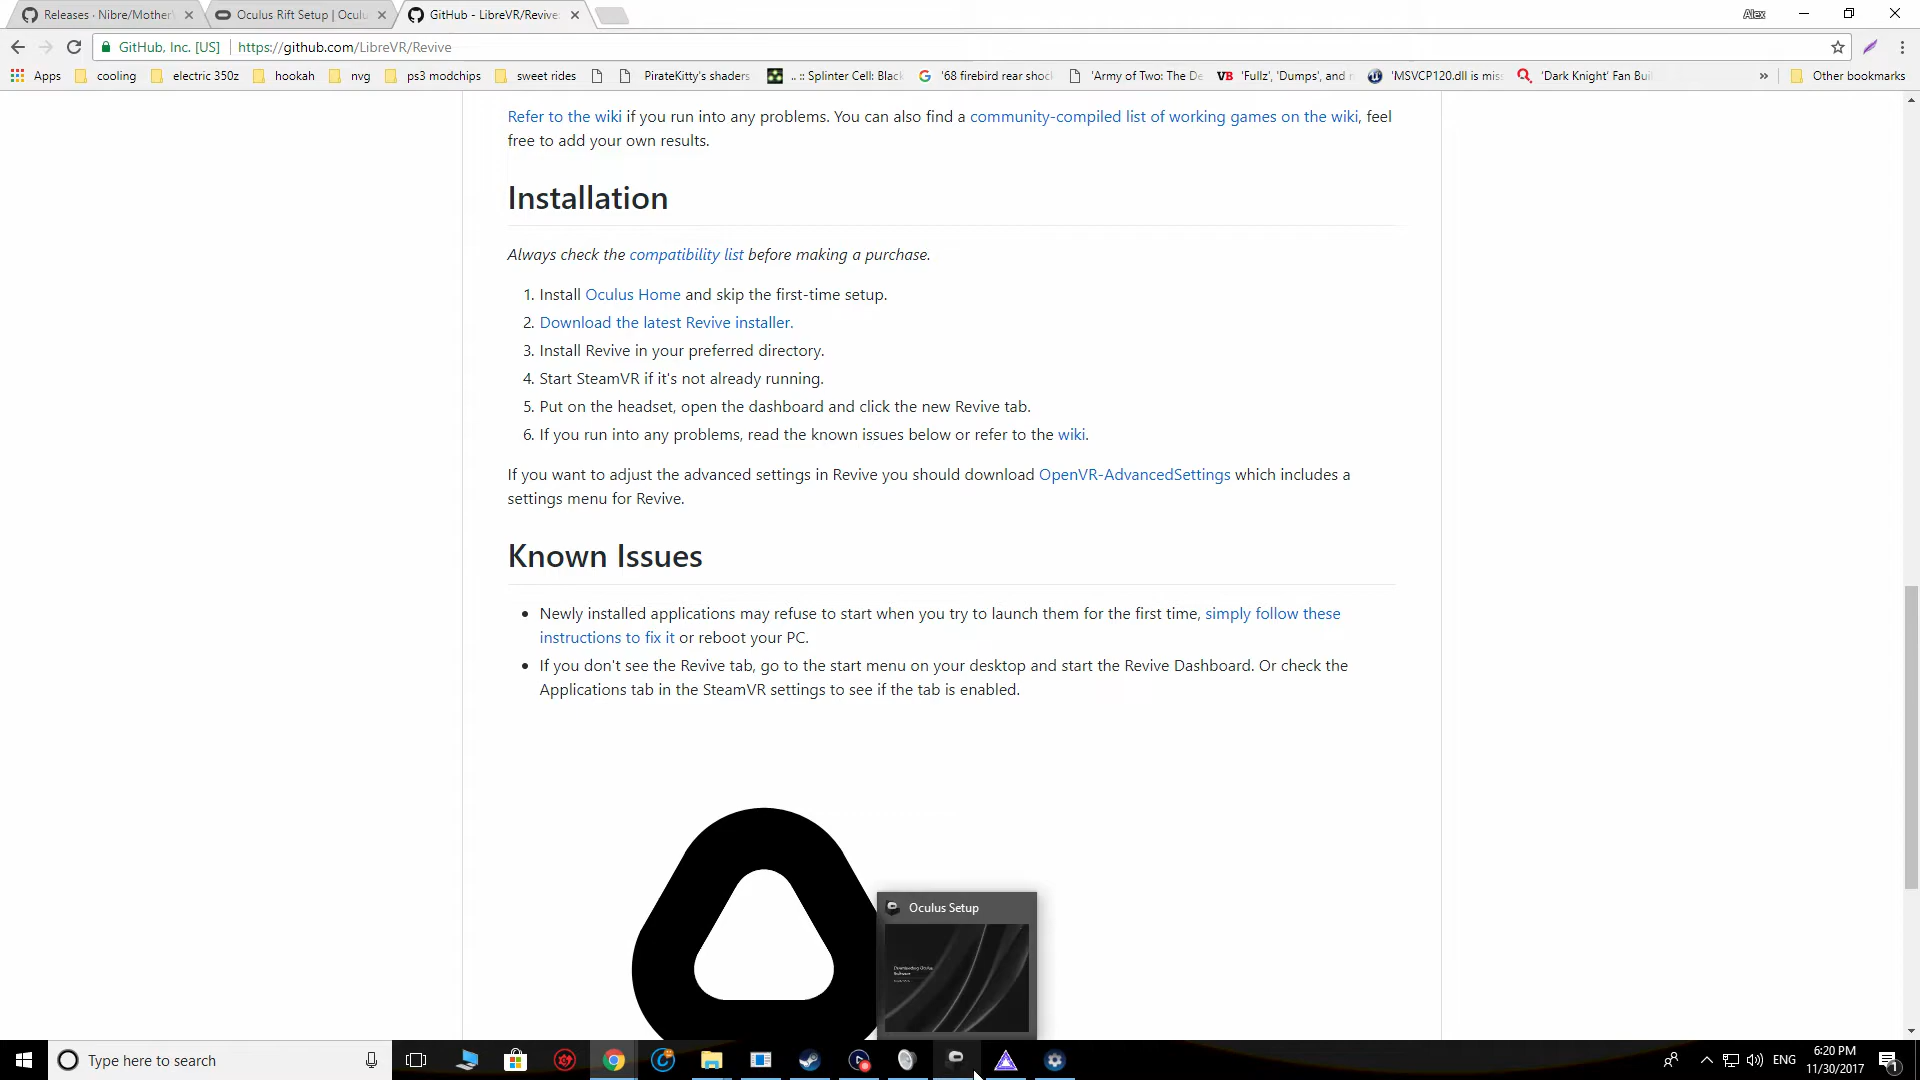 Releases · Nibre/Mother
Oculus Rift Setup | Ocul
GitHub - LibreVR/Revive
Alex
GitHub, Inc. [US]
https://github.com/LibreVR/Revive
Apps
cooling
electric 350z
hookah
nvg
ps3 modchips
sweet rides
PirateKitty's shaders
.. :: Splinter Cell: Blac
'68 firebird rear shoc
'Army of Two: The De
VB 'Fullz', 'Dumps', and
'MSVCP120.dll is mis
'Dark Knight' Fan Bui
»
Other bookmarks
Refer to the wiki if you run into any problems. You can also find a community-compiled list of working games on the wiki, feel
free to add your own results.
Installation
Always check the compatibility list before making a purchase.
1. Install Oculus Home and skip the first-time setup.
2. Download the latest Revive installer.
3. Install Revive in your preferred directory.
4. Start SteamVR if it's not already running.
5. Put on the headset, open the dashboard and click the new Revive tab.
6. If you run into any problems, read the known issues below or refer to the wiki.
If you want to adjust the advanced settings in Revive you should download OpenVR-AdvancedSettings which includes a
settings menu for Revive.
Known Issues
• Newly installed applications may refuse to start when you try to launch them for the first time, simply follow these
instructions to fix it or reboot your PC.
• If you don't see the Revive tab, go to the start menu on your desktop and start the Revive Dashboard. Or check the
Applications tab in the SteamVR settings to see if the tab is enabled.
Oculus Setup
Downloading Oculus
Software
Type here to search
ENG
6:20 PM
11/30/2017
1